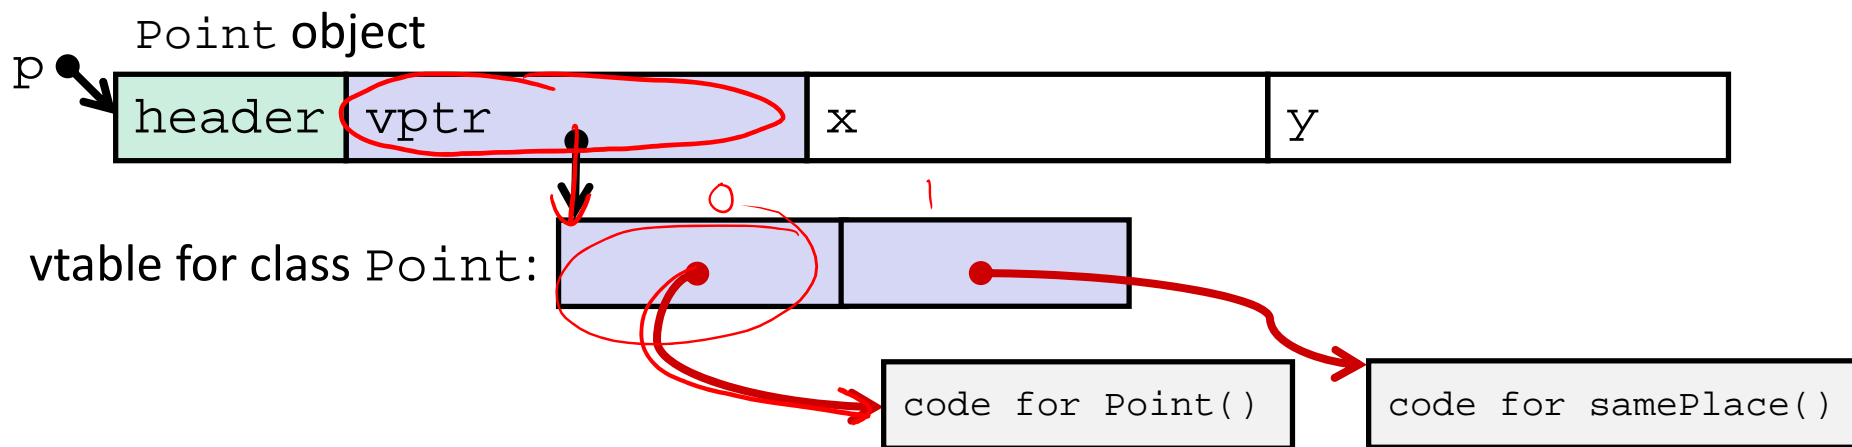 Point object
p
header vptr x y
0 1
vtable for class Point:
code for Point() code for samePlace()